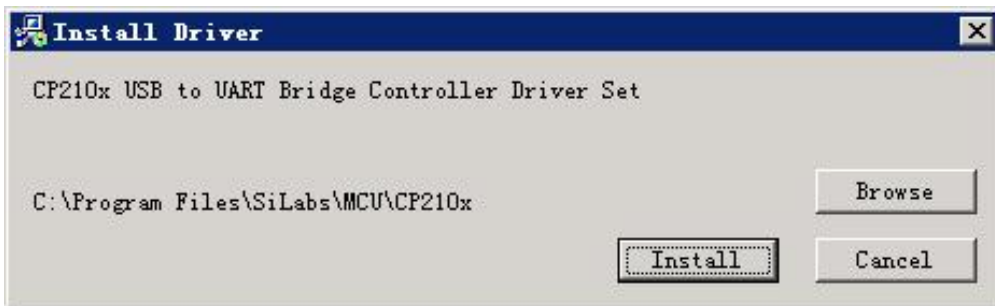 Install Driver
CP210x USB to UART Bridge Controller Driver Set
C:\Program Files\SiLabs\MCU\CP210x
Browse
Install
Cancel